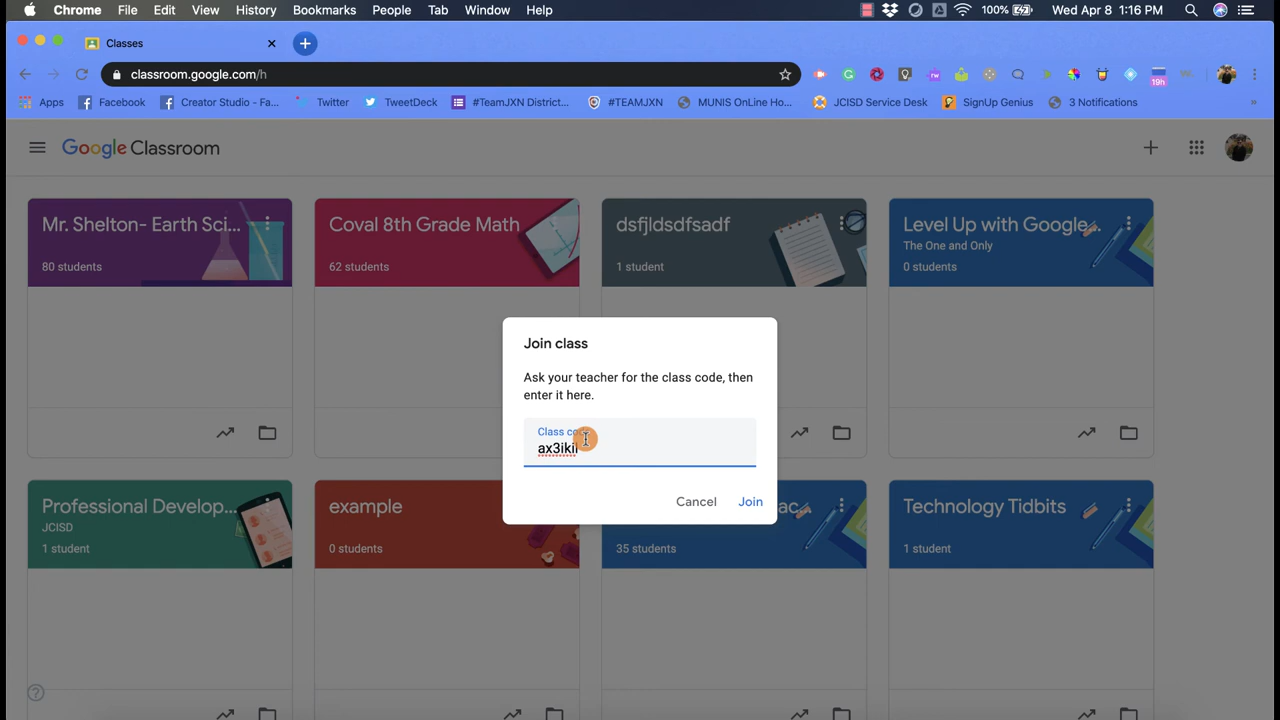 Chrome File Edit View History Bookmarks People Tab Window Help 100% Wed Apr 8 1:16 PM
Classes
classroom.google.com/h
19h
Apps Facebook Creator Studio - Fa... Twitter TweetDeck #TeamJXN District... #TEAMJXN MUNIS OnLine Ho... JCISD Service Desk SignUp Genius 3 Notifications »
Google Classroom
Mr. Shelton- Earth Sci...
80 students
Coval 8th Grade Math
62 students
dsfjldsdfsadf
1 student
Level Up with Google...
The One and Only
0 students
Join class
Ask your teacher for the class code, then
enter it here.
Class
Cancel Join
Professional Develop...
JCISD
1 student
example
0 students
35 students
Technology Tidbits
1 student